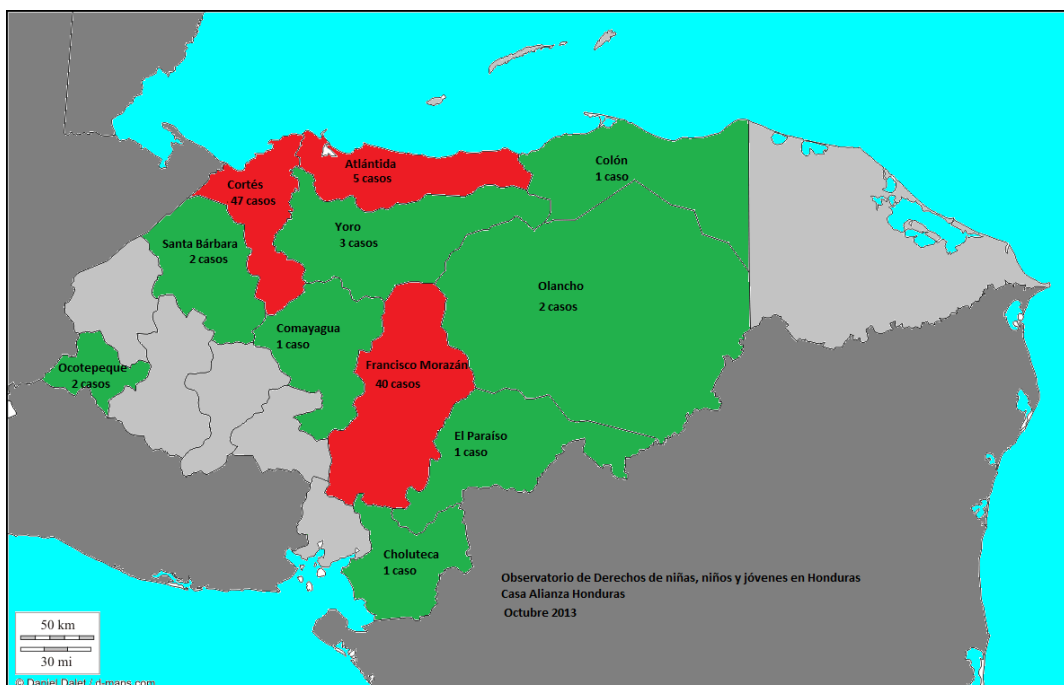 Atlántida
5 casos
Colón
1 caso
Cortés
47 casos
Yoro
3 casos
Santa Bárbara
2 casos
Olancho
2 casos
Comayagua
1 caso
Ocotepeque
2 casos
Francisco Morazán
40 casos
El Paraíso
1 caso
Choluteca
1 caso
Observatorio de Derechos de niñas, niños y jóvenes en Honduras
Casa Alianza Honduras
Octubre 2013
50 km
30 mi
© Daniel Dalet / d-maps.com